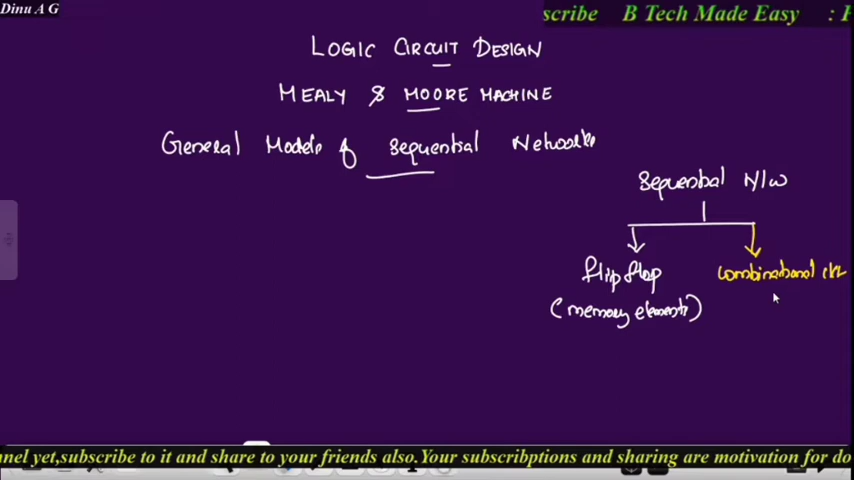 Dinu A G
scribe B Tech Made Easy : H
LOGIC CIRCUIT DESIGN
MEALY & MOORE MACHINE
General Models of Sequential Networks
Sequential N/w
flip flop
combinational ckt
(memory elements)
nnel yet,subscribe to it and share to your friends also.Your subscribptions and sharing are motivation for do